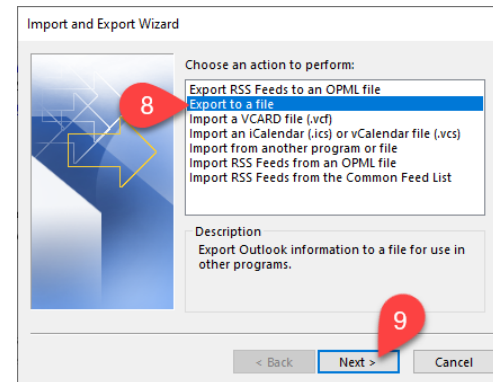 Import and Export Wizard
Choose an action to perform:
Export RSS Feeds to an OPML file
8
Export to a file
Import a VCARD file (.vcf)
Import an iCalendar (.ics) or vCalendar file (.vcs)
Import from another program or file
Import RSS Feeds from an OPML file
Import RSS Feeds from the Common Feed List
Description
Export Outlook information to a file for use in
other programs.
9
< Back Next > Cancel